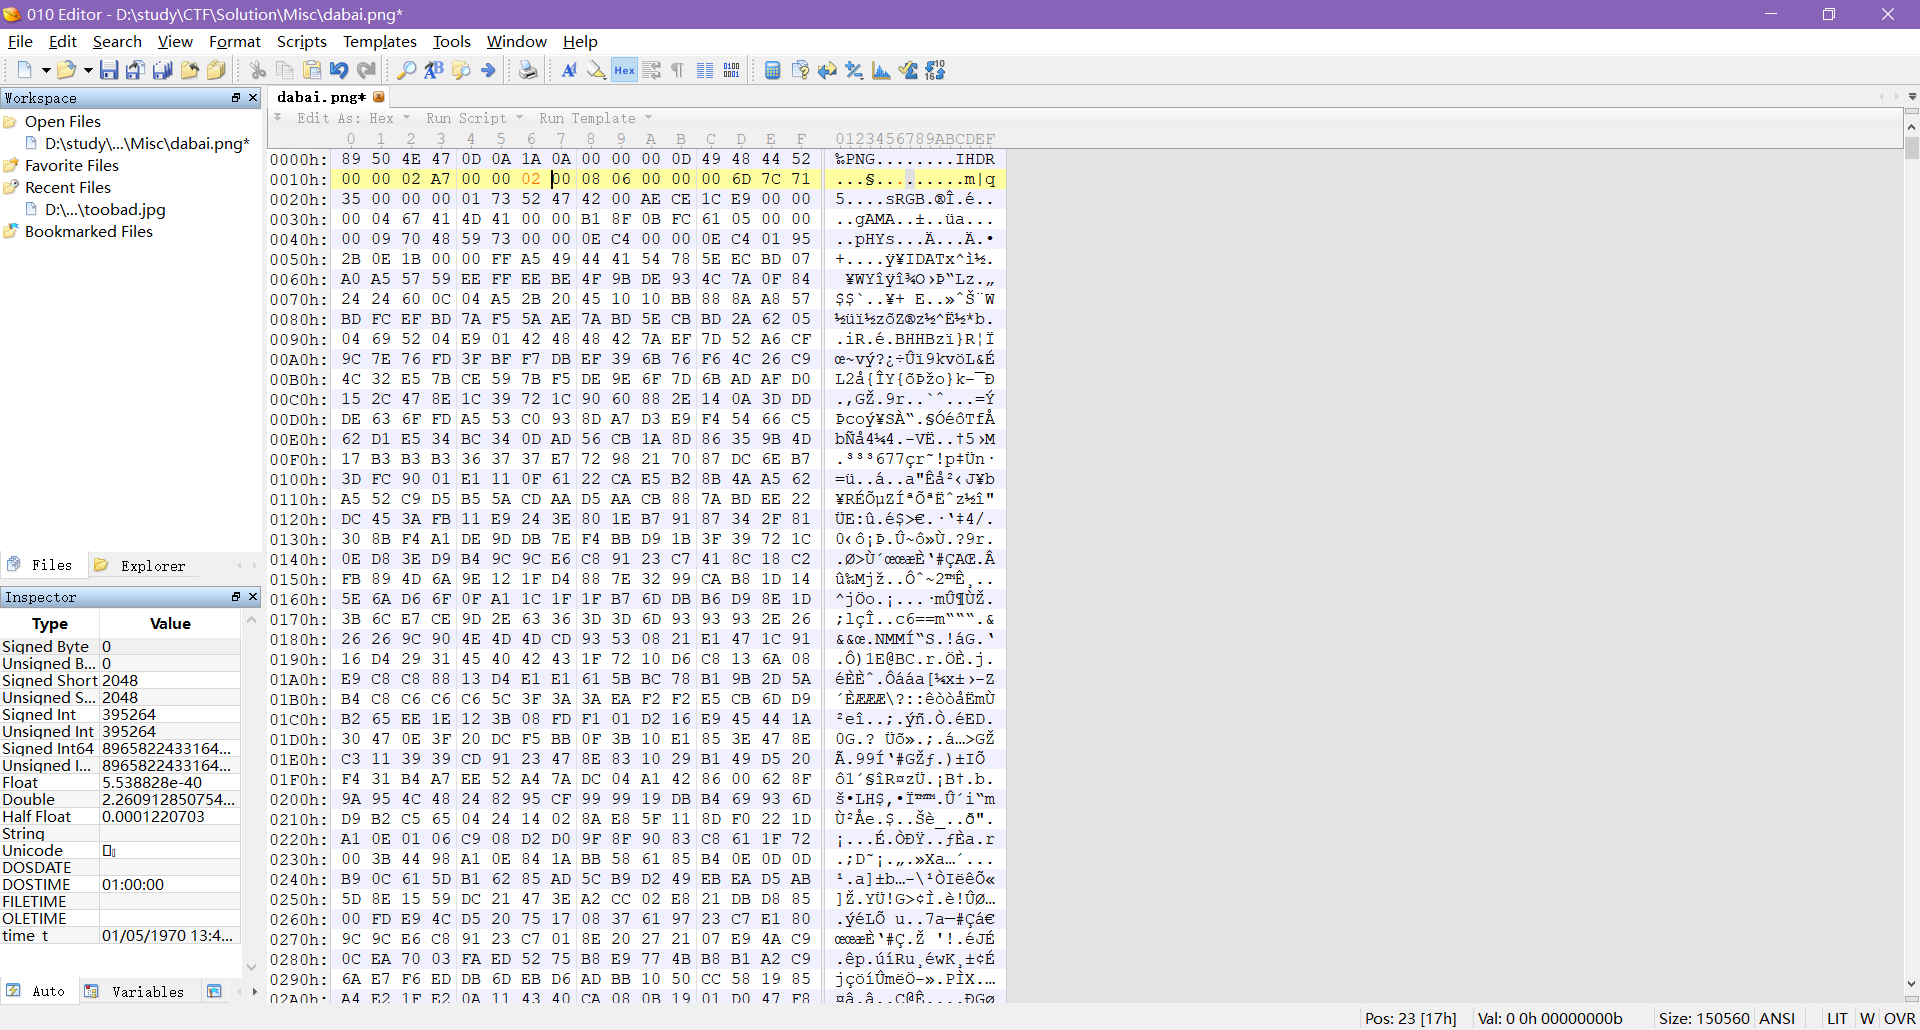 010 Editor - D:\study\CTF\Solution\Misc\dabai.png*
File Edit Search View Format Scripts Templates Tools Window Help
Workspace
Open Files
D:\study\...\Misc\dabai.png*
Favorite Files
Recent Files
D:\...\toobad.jpg
Bookmarked Files
Files Explorer
Inspector
Type Value
Signed Byte 0
Unsigned B... 0
Signed Short 2048
Unsigned S... 2048
Signed Int 395264
Unsigned Int 395264
Signed Int64 8965822433164...
Unsigned I... 8965822433164...
Float 5.538828e-40
Double 2.260912850754...
Half Float 0.0001220703
String
Unicode
DOSDATE
DOSTIME 01:00:00
FILETIME
OLETIME
time_t 01/05/1970 13:4...
Auto Variables
dabai.png*
Edit As: Hex Run Script Run Template
0 1 2 3 4 5 6 7 8 9 A B C D E F 0123456789ABCDEF
0000h: 89 50 4E 47 0D 0A 1A 0A 00 00 00 0D 49 48 44 52 ‰PNG........IHDR
0010h: 00 00 02 A7 00 00 02 00 08 06 00 00 00 6D 7C 71 ...§.........m|q
0020h: 35 00 00 00 01 73 52 47 42 00 AE CE 1C E9 00 00 5....sRGB.®Î.é..
0030h: 00 04 67 41 4D 41 00 00 B1 8F 0B FC 61 05 00 00 ..gAMA..±..üa...
0040h: 00 09 70 48 59 73 00 00 0E C4 00 00 0E C4 01 95 ..pHYs...Ä...Ä.•
0050h: 2B 0E 1B 00 00 FF A5 49 44 41 54 78 5E EC BD 07 +....ÿ¥IDATx^ì½.
0060h: A0 A5 57 59 EE FF EE BE 4F 9B DE 93 4C 7A 0F 84 ¥WYîÿî¾O›Þ“Lz.„
0070h: 24 24 60 0C 04 A5 2B 20 45 10 10 BB 88 8A A8 57 $$`..¥+ E..»ˆŠ¨W
0080h: BD FC EF BD 7A F5 5A AE 7A BD 5E CB BD 2A 62 05 ½üï½zõZ®z½^Ë½*b.
0090h: 04 69 52 04 E9 01 42 48 48 42 7A EF 7D 52 A6 CF .iR.é.BHHBzï}R¦Ï
00A0h: 9C 7E 76 FD 3F BF F7 DB EF 39 6B 76 F6 4C 26 C9 œ~vý?¿÷Ûï9kvöL&É
00B0h: 4C 32 E5 7B CE 59 7B F5 DE 9E 6F 7D 6B AD AF D0 L2å{ÎY{õÞžo}k-¯Ð
00C0h: 15 2C 47 8E 1C 39 72 1C 90 60 88 2E 14 0A 3D DD .,GŽ.9r..`ˆ...=Ý
00D0h: DE 63 6F FD A5 53 C0 93 8D A7 D3 E9 F4 54 66 C5 Þcoý¥SÀ“.§ÓéôTfÅ
00E0h: 62 D1 E5 34 BC 34 0D AD 56 CB 1A 8D 86 35 9B 4D bÑå4¼4.-VË..†5›M
00F0h: 17 B3 B3 B3 36 37 37 E7 72 98 21 70 87 DC 6E B7 .³³³677çr˜!p‡Ün·
0100h: 3D FC 90 01 E1 11 0F 61 22 CA E5 B2 8B 4A A5 62 =ü..á..a"Êå²‹J¥b
0110h: A5 52 C9 D5 B5 5A CD AA D5 AA CB 88 7A BD EE 22 ¥RÉÕµZÍªÕªËˆz½î"
0120h: DC 45 3A FB 11 E9 24 3E 80 1E B7 91 87 34 2F 81 ÜE:û.é$>€.·‘‡4/.
0130h: 30 8B F4 A1 DE 9D DB 7E F4 BB D9 1B 3F 39 72 1C 0‹ô¡Þ.Û~ô»Ù.?9r.
0140h: 0E D8 3E D9 B4 9C 9C E6 C8 91 23 C7 41 8C 18 C2 .Ø>Ù´œœæÈ‘#ÇAŒ.Â
0150h: FB 89 4D 6A 9E 12 1F D4 88 7E 32 99 CA B8 1D 14 û‰Mjž..Ôˆ~2™Ê¸..
0160h: 5E 6A D6 6F 0F A1 1C 1F 1F B7 6D DB B6 D9 8E 1D ^jÖo.¡...·mÛ¶ÙŽ.
0170h: 3B 6C E7 CE 9D 2E 63 36 3D 3D 6D 93 93 93 2E 26 ;lçÎ..c6==m“““.&
0180h: 26 26 9C 90 4E 4D 4D CD 93 53 08 21 E1 47 1C 91 &&œ.NMMÍ“S.!áG.‘
0190h: 16 D4 29 31 45 40 42 43 1F 72 10 D6 C8 13 6A 08 .Ô)1E@BC.r.ÖÈ.j.
01A0h: E9 C8 C8 88 13 D4 E1 E1 61 5B BC 78 B1 9B 2D 5A éÈÈˆ.Ôááa[¼x±›-Z
01B0h: B4 C8 C6 C6 C6 5C 3F 3A 3A EA F2 F2 E5 CB 6D D9 ´ÈÆÆÆ\?::êòòåËmÙ
01C0h: B2 65 EE 1E 12 3B 08 FD F1 01 D2 16 E9 45 44 1A ²eî..;.ýñ.Ò.éED.
01D0h: 30 47 0E 3F 20 DC F5 BB 0F 3B 10 E1 85 3E 47 8E 0G.? Üõ».;.á…>GŽ
01E0h: C3 11 39 39 CD 91 23 47 8E 83 10 29 B1 49 D5 20 Ã.99Í‘#GŽƒ.)±IÕ
01F0h: F4 31 B4 A7 EE 52 A4 7A DC 04 A1 42 86 00 62 8F ô1´§îR¤zÜ.¡B†.b.
0200h: 9A 95 4C 48 24 82 95 CF 99 99 19 DB B4 69 93 6D š•LH$‚•Ï™™.Û´i“m
0210h: D9 B2 C5 65 04 24 14 02 8A E8 5F 11 8D F0 22 1D Ù²Åe.$..Šè_..ð".
0220h: A1 0E 01 06 C9 08 D2 D0 9F 8F 90 83 C8 61 1F 72 ¡...É.ÒÐŸ..ƒÈa.r
0230h: 00 3B 44 98 A1 0E 84 1A BB 58 61 85 B4 0E 0D 0D .;D˜¡.„.»Xa…´...
0240h: B9 0C 61 5D B1 62 85 AD 5C B9 D2 49 EB EA D5 AB ¹.a]±b…-\¹ÒIëêÕ«
0250h: 5D 8E 15 59 DC 21 47 3E A2 CC 02 E8 21 DB D8 85 ]Ž.YÜ!G>¢Ì.è!ÛØ…
0260h: 00 FD E9 4C D5 20 75 17 08 37 61 97 23 C7 E1 80 .ýéLÕ u..7a—#Çá€
0270h: 9C 9C E6 C8 91 23 C7 01 8E 20 27 21 07 E9 4A C9 œœæÈ‘#Ç.Ž '!.éJÉ
0280h: 0C EA 70 03 FA ED 52 75 B8 E9 77 4B B8 B1 A2 C9 .êp.úíRu¸éwK¸±¢É
0290h: 6A E7 F6 ED DB 6D EB D6 AD BB 10 50 CC 58 19 85 jçöíÛmëÖ-».PÌX.…
02A0h: A4 E2 1F E2 0A 11 43 40 CA 08 0B 19 01 D0 47 F8 ¤â.â..C@Ê....ÐGø
Pos: 23 [17h] Val: 0 0h 00000000b Size: 150560 ANSI LIT W OVR